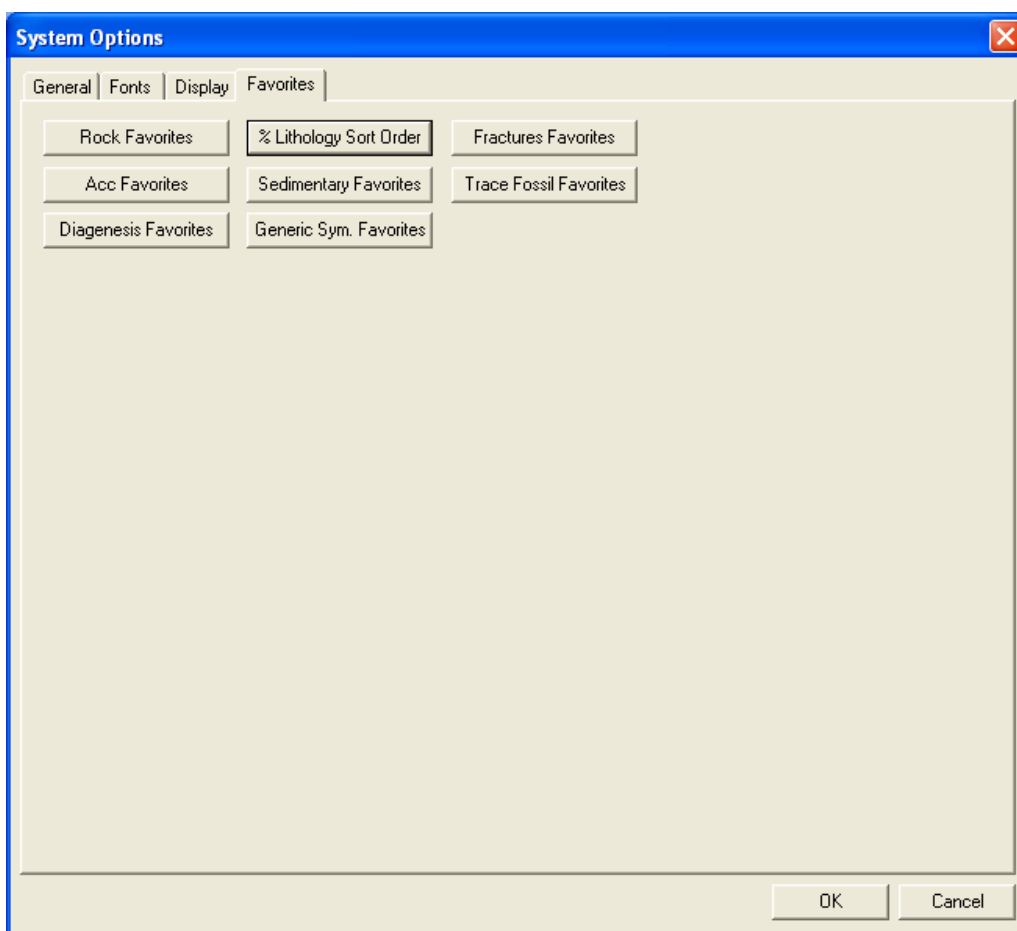 System Options
General Fonts Display Favorites
Rock Favorites % Lithology Sort Order Fractures Favorites
Acc Favorites Sedimentary Favorites Trace Fossil Favorites
Diagenesis Favorites Generic Sym. Favorites
OK Cancel